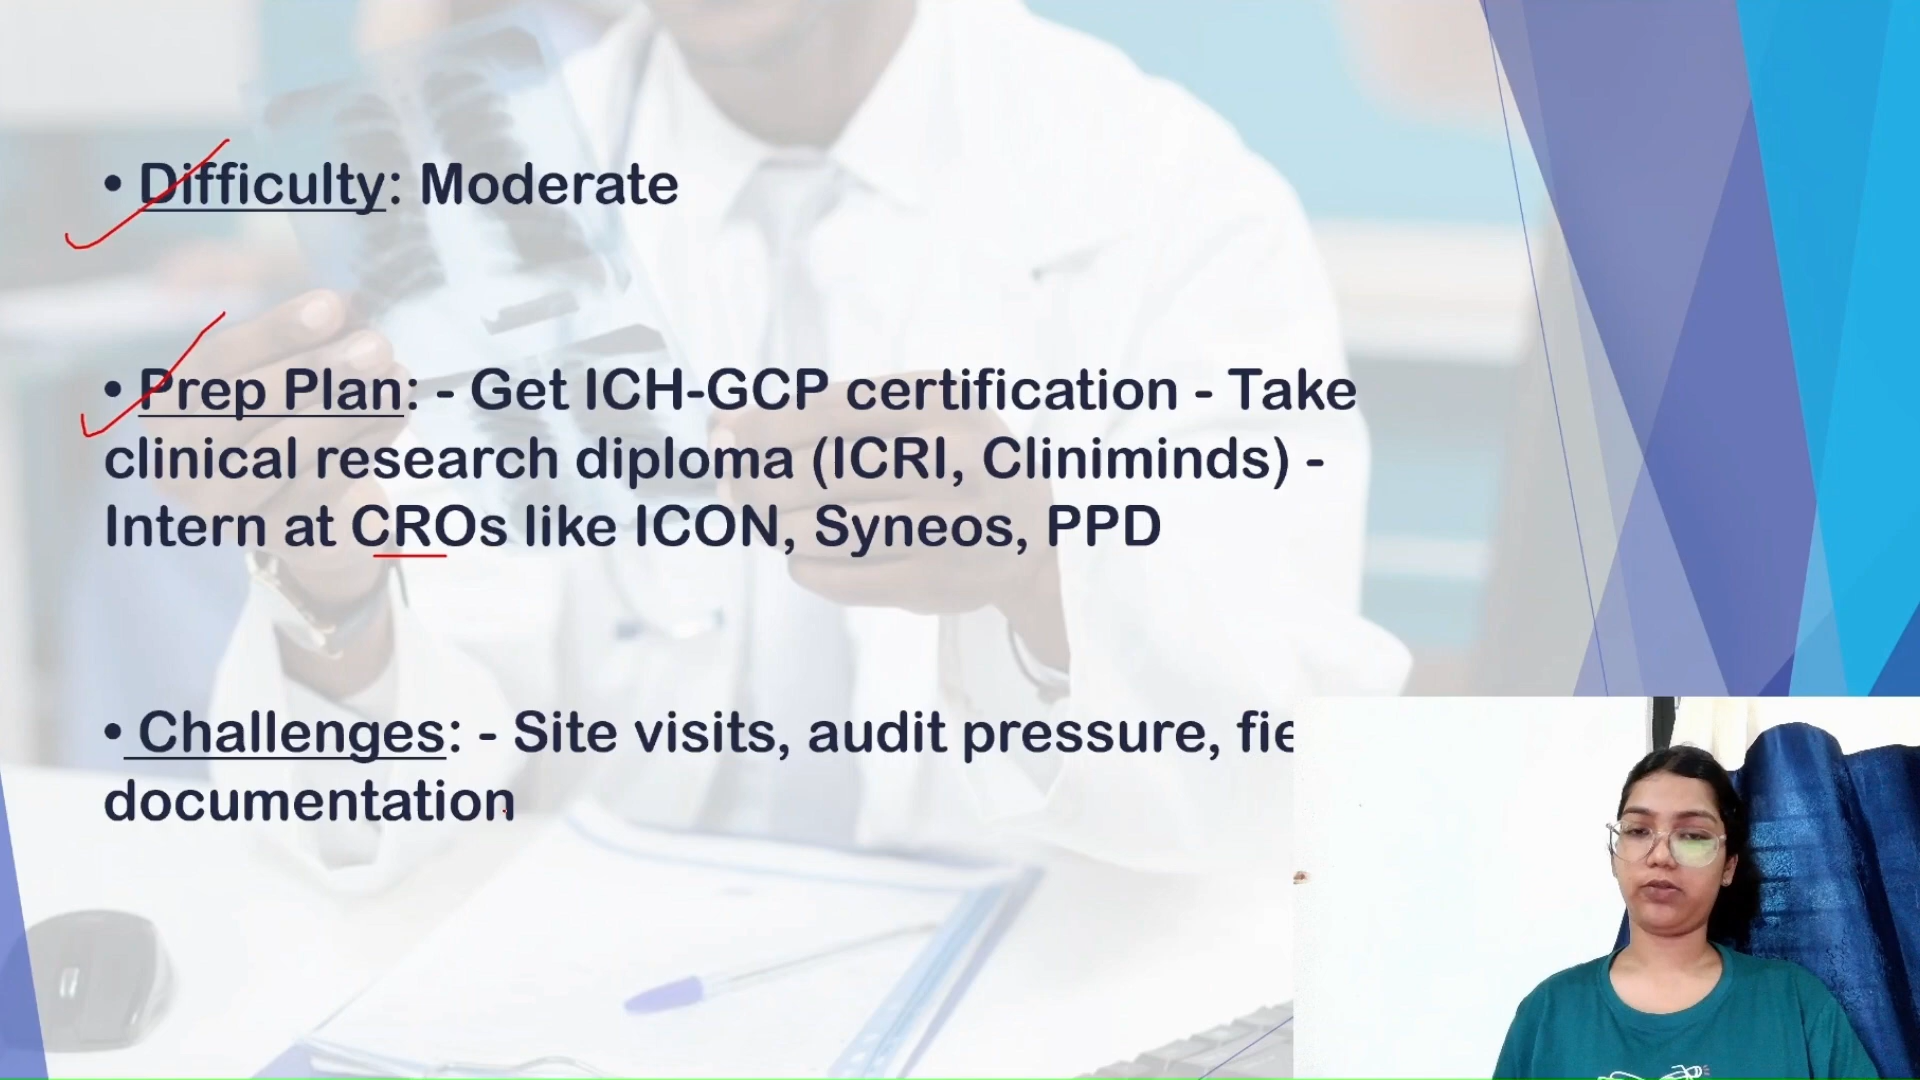 • Difficulty: Moderate
• Prep Plan: - Get ICH-GCP certification - Take
clinical research diploma (ICRI, Cliniminds) -
Intern at CROs like ICON, Syneos, PPD
• Challenges: - Site visits, audit pressure,
documentation